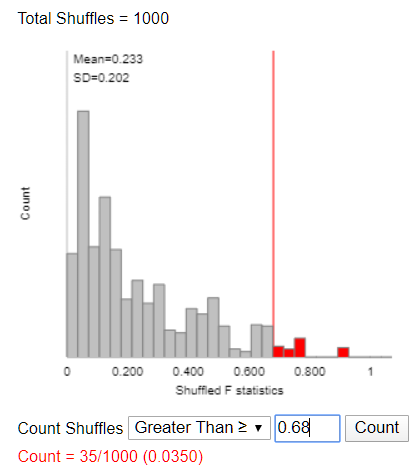 Total Shuffles = 1000
Mean=0.233
SD=0.202
Count
0 0.200 0.400 0.600 0.800 1
Shuffled F statistics
Count Shuffles Greater Than ≥ ▼ 0.68 Count
Count = 35/1000 (0.0350)